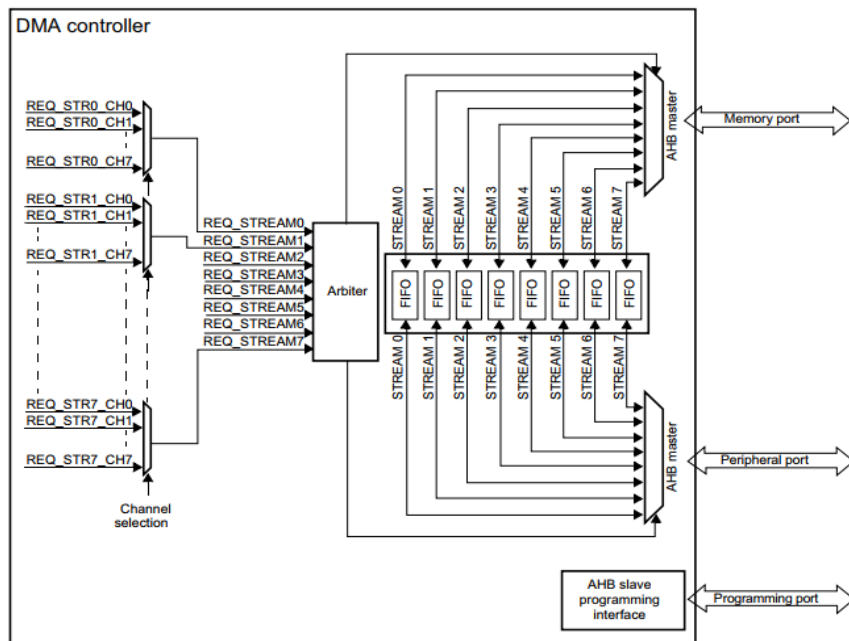 DMA controller
REQ_STR0_CH0
REQ_STR0_CH1
REQ_STR0_CH7
REQ_STR1_CH0
REQ_STR1_CH1
REQ_STR1_CH7
REQ_STR7_CH0
REQ_STR7_CH1
REQ_STR7_CH7
Channel
selection
REQ_STREAM0
REQ_STREAM1
REQ_STREAM2
REQ_STREAM3
REQ_STREAM4
REQ_STREAM5
REQ_STREAM6
REQ_STREAM7
Arbiter
STREAM 0
STREAM 1
STREAM 2
STREAM 3
STREAM 4
STREAM 5
STREAM 6
STREAM 7
FIFO
FIFO
FIFO
FIFO
FIFO
FIFO
FIFO
FIFO
STREAM 0
STREAM 1
STREAM 2
STREAM 3
STREAM 4
STREAM 5
STREAM 6
STREAM 7
AHB master
Memory port
AHB master
Peripheral port
AHB slave
programming
interface
Programming port